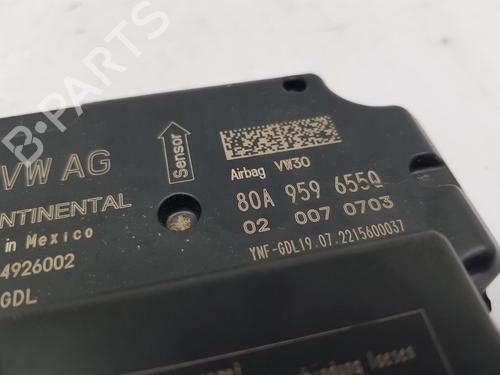 B-PARTS
VW AG
NTINENTAL
in Mexico
4926002
GDL
Sensor
Airbag VW30
80A 959 655Q
02 007 0703
YNF-GDL19.07.2215600037